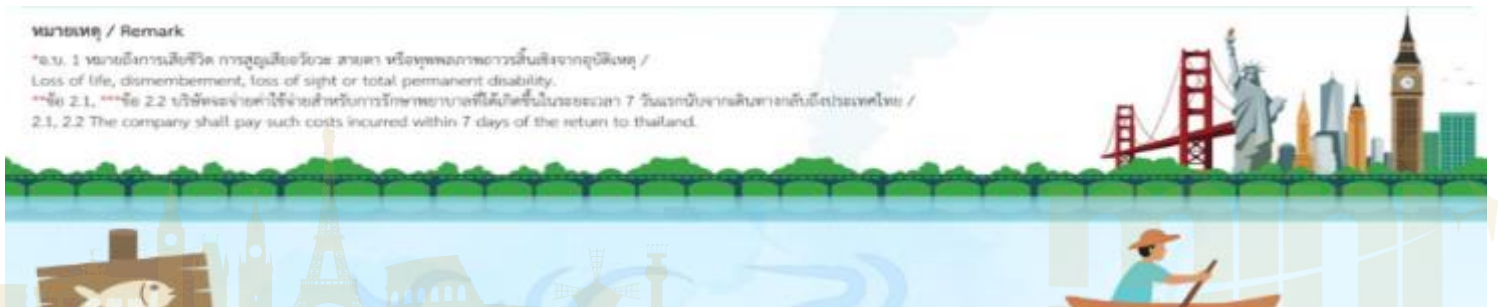 หมายเหตุ / Remark
*อ.บ. 1 หมายถึงการเสียชีวิต การสูญเสียอวัยวะ สายตา หรือทุพพลภาพถาวรสิ้นเชิงจากอุบัติเหตุ /
Loss of life, dismemberment, loss of sight or total permanent disability.
**ข้อ 2.1, ***ข้อ 2.2 บริษัทจะจ่ายค่าใช้จ่ายสำหรับการรักษาพยาบาลที่ได้เกิดขึ้นในระยะเวลา 7 วันแรกนับจากเดินทางกลับถึงประเทศไทย /
2.1, 2.2 The company shall pay such costs incurred within 7 days of the return to thailand.